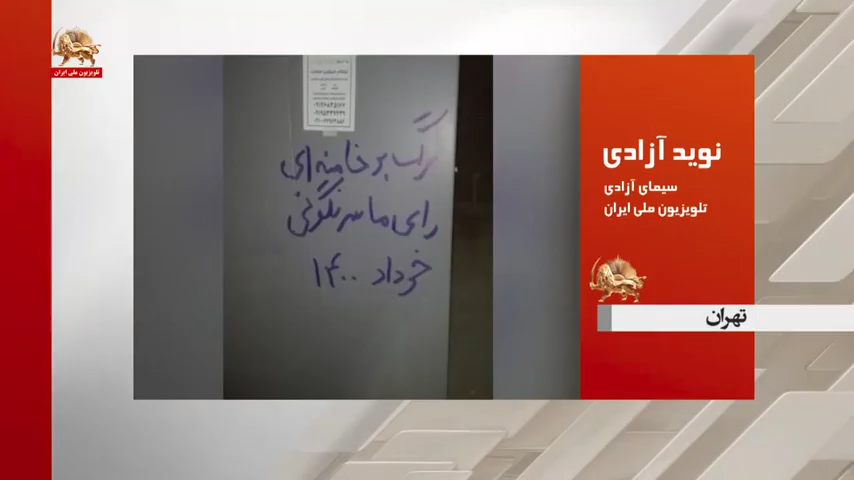 تلویزیون ملی ایران
مرگ بر خامنه‌ای
رای ما سرنگونی
خرداد ۱۴۰۰
نوید آزادی
سیمای آزادی
تلویزیون ملی ایران
تهران